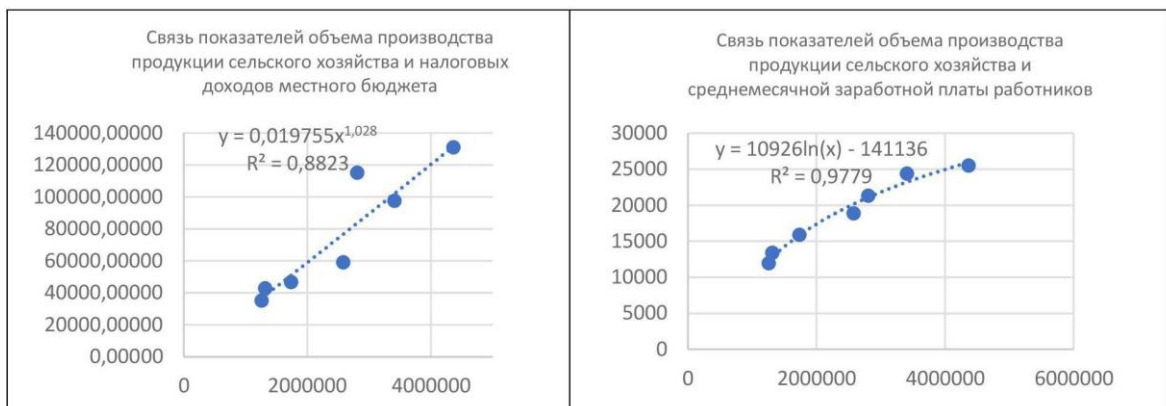 Связь показателей объема производства
продукции сельского хозяйства и налоговых
доходов местного бюджета
140000,00000
120000,00000
100000,00000
80000,00000
60000,00000
40000,00000
20000,00000
0,00000
y = 0,019755x^1,028
R² = 0,8823
0 2000000 4000000
Связь показателей объема производства
продукции сельского хозяйства и
среднемесячной заработной платы работников
30000
25000
20000
15000
10000
5000
0
y = 10926ln(x) - 141136
R² = 0,9779
0 2000000 4000000 6000000